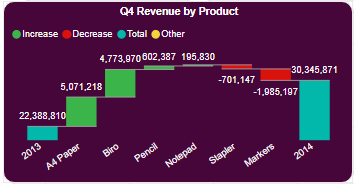 Q4 Revenue by Product
Increase Decrease Total Other
4,773,970 602,387 195,830
30,345,871
5,071,218
-701,147
-1,985,197
22,388,810
2013 A4 Paper Biro Pencil Notepad Stapler Markers 2014